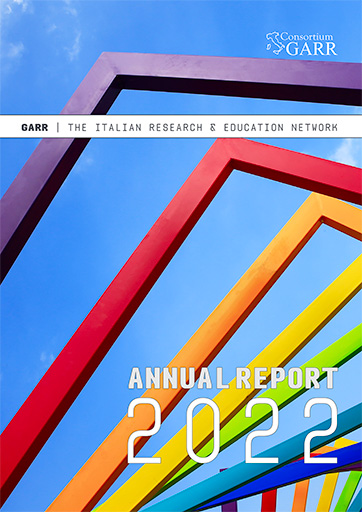 Consortium
GARR
GARR | THE ITALIAN RESEARCH & EDUCATION NETWORK
ANNUAL REPORT
2022